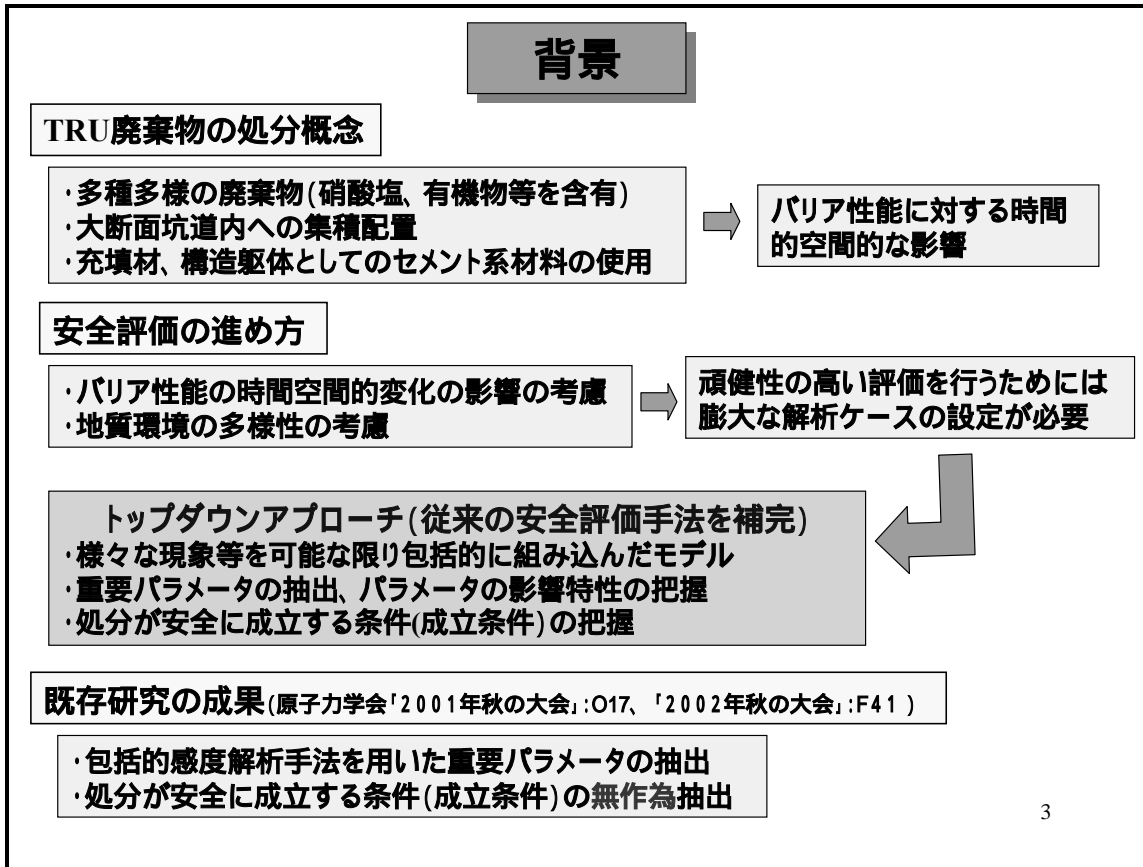 背景
TRU廃棄物の処分概念
･多種多様の廃棄物(硝酸塩、有機物等を含有)
･大断面坑道内への集積配置
･充填材、構造躯体としてのセメント系材料の使用
バリア性能に対する時間
的空間的な影響
安全評価の進め方
･バリア性能の時間空間的変化の影響の考慮
･地質環境の多様性の考慮
頑健性の高い評価を行うためには
膨大な解析ケースの設定が必要
トップダウンアプローチ(従来の安全評価手法を補完)
･様々な現象等を可能な限り包括的に組み込んだモデル
･重要パラメータの抽出、パラメータの影響特性の把握
･処分が安全に成立する条件(成立条件)の把握
既存研究の成果(原子力学会｢2001年秋の大会｣:O17、｢2002年秋の大会｣:F41 )
･包括的感度解析手法を用いた重要パラメータの抽出
･処分が安全に成立する条件(成立条件)の無作為抽出
3